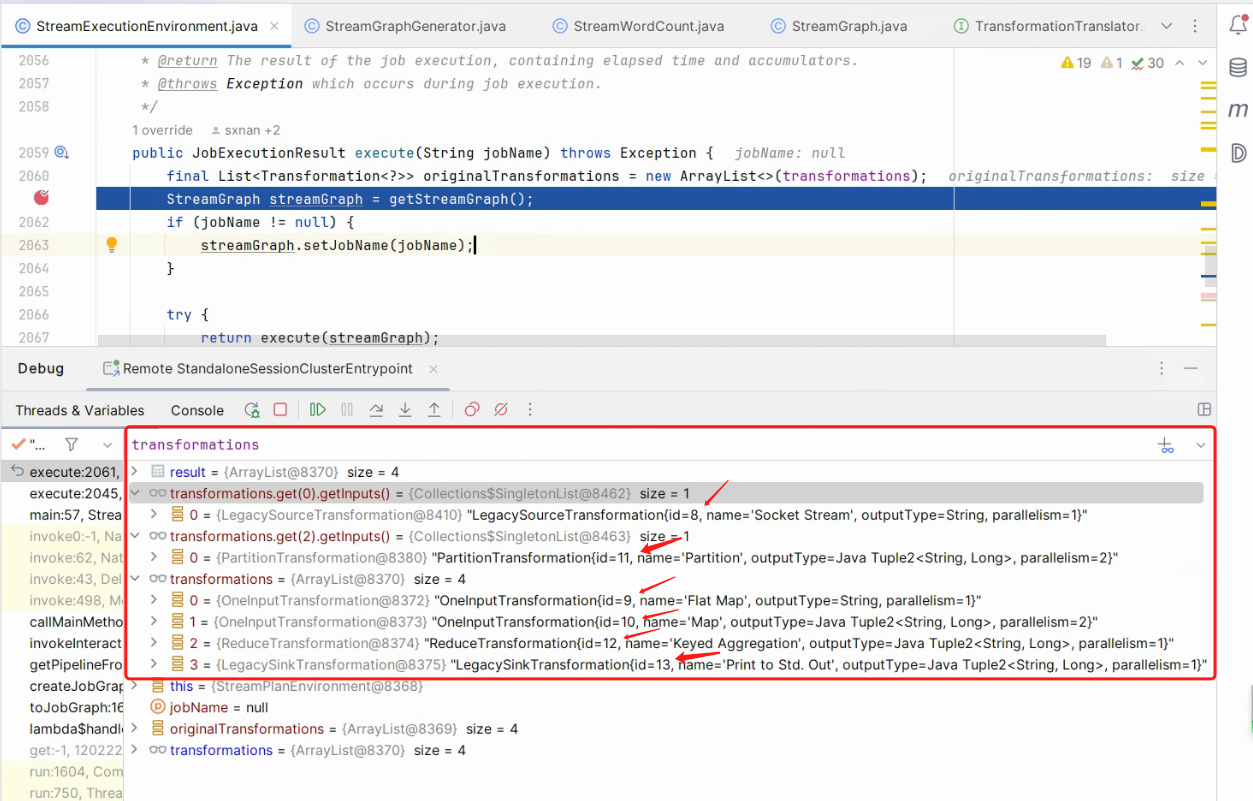 StreamExecutionEnvironment.java
StreamGraphGenerator.java
StreamWordCount.java
StreamGraph.java
TransformationTranslator
19 1 30
2056 * @return The result of the job execution, containing elapsed time and accumulators.
2057 * @throws Exception which occurs during job execution.
2058 */
1 override sxnan +2
2059 public JobExecutionResult execute(String jobName) throws Exception { jobName: null
2060 final List<Transformation<?>> originalTransformations = new ArrayList<>(transformations); originalTransformations: size =
StreamGraph streamGraph = getStreamGraph();
2062 if (jobName != null) {
2063 streamGraph.setJobName(jobName);
2064 }
2065
2066 try {
2067 return execute(streamGraph);
Debug Remote StandaloneSessionClusterEntrypoint
Threads & Variables Console
"...
transformations
execute:2061,
result = {ArrayList@8370} size = 4
execute:2045,
transformations.get(0).getInputs() = {Collections$SingletonList@8462} size = 1
main:57, Strea
0 = {LegacySourceTransformation@8410} "LegacySourceTransformation{id=8, name='Socket Stream', outputType=String, parallelism=1}"
invoke0:-1, Na
transformations.get(2).getInputs() = {Collections$SingletonList@8463} size = 1
invoke:62, Nat
0 = {PartitionTransformation@8380} "PartitionTransformation{id=11, name='Partition', outputType=Java Tuple2<String, Long>, parallelism=2}"
invoke:43, Del
transformations = {ArrayList@8370} size = 4
invoke:498, Me
0 = {OneInputTransformation@8372} "OneInputTransformation{id=9, name='Flat Map', outputType=String, parallelism=1}"
callMainMetho
1 = {OneInputTransformation@8373} "OneInputTransformation{id=10, name='Map', outputType=Java Tuple2<String, Long>, parallelism=2}"
invokeInteract
2 = {ReduceTransformation@8374} "ReduceTransformation{id=12, name='Keyed Aggregation', outputType=Java Tuple2<String, Long>, parallelism=1}"
getPipelineFro
3 = {LegacySinkTransformation@8375} "LegacySinkTransformation{id=13, name='Print to Std. Out', outputType=Java Tuple2<String, Long>, parallelism=1}"
createJobGrap
this = {StreamPlanEnvironment@8368}
toJobGraph:16
jobName = null
lambda$handle
originalTransformations = {ArrayList@8369} size = 4
get:-1, 120222
transformations = {ArrayList@8370} size = 4
run:1604, Com
run:750, Threa